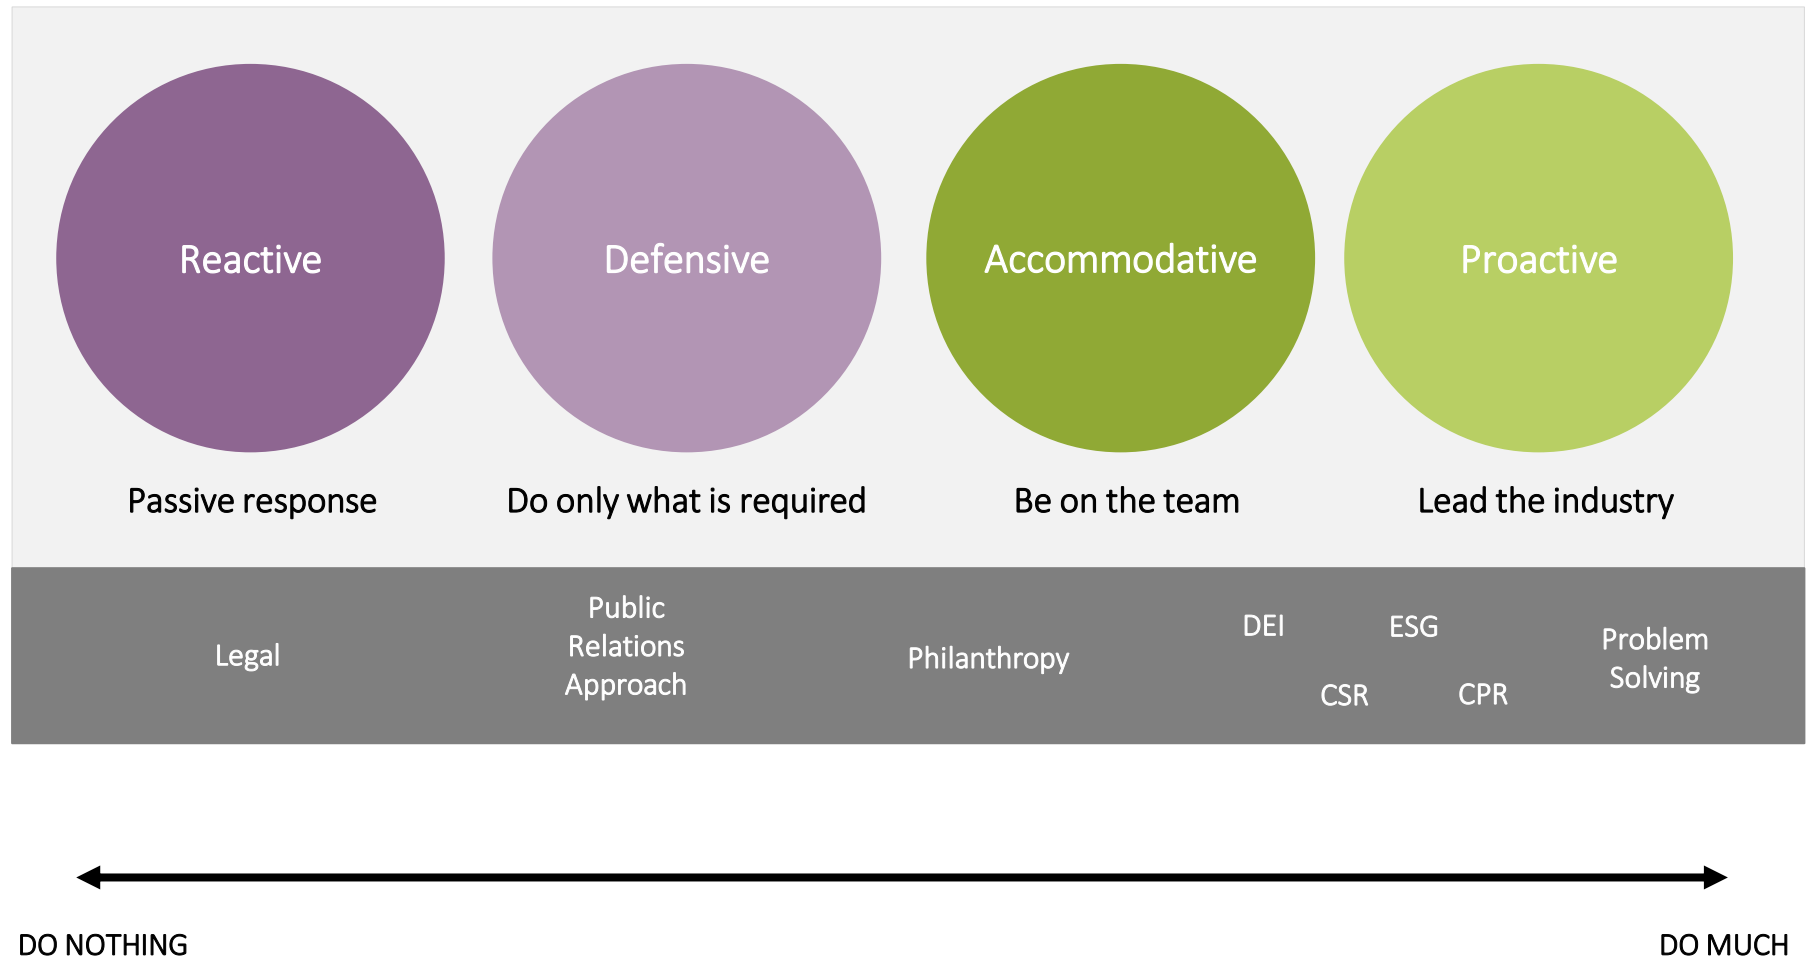 Reactive
Defensive
Accommodative
Proactive
Passive response
Do only what is required
Be on the team
Lead the industry
Legal
Public
Relations
Approach
Philanthropy
DEI
ESG
CSR
CPR
Problem
Solving
DO NOTHING
DO MUCH